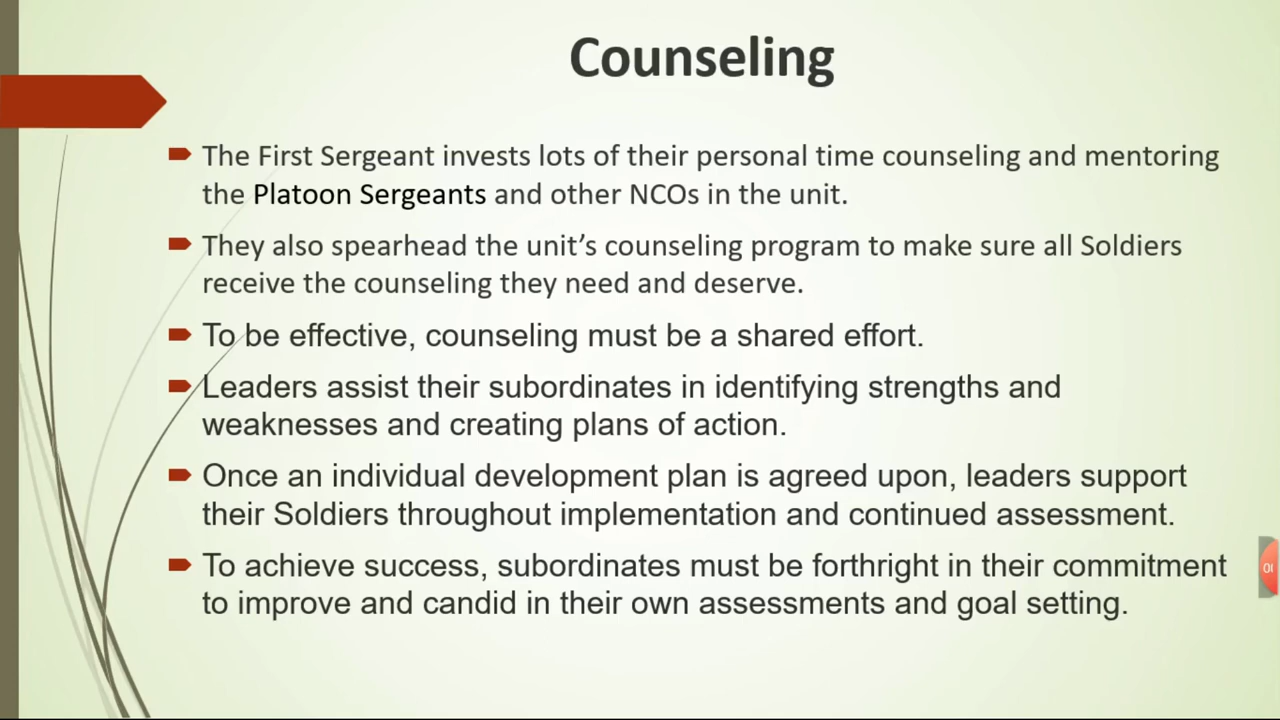 Counseling
The First Sergeant invests lots of their personal time counseling and mentoring
the Platoon Sergeants and other NCOs in the unit.
They also spearhead the unit’s counseling program to make sure all Soldiers
receive the counseling they need and deserve.
To be effective, counseling must be a shared effort.
Leaders assist their subordinates in identifying strengths and
weaknesses and creating plans of action.
Once an individual development plan is agreed upon, leaders support
their Soldiers throughout implementation and continued assessment.
To achieve success, subordinates must be forthright in their commitment
to improve and candid in their own assessments and goal setting.